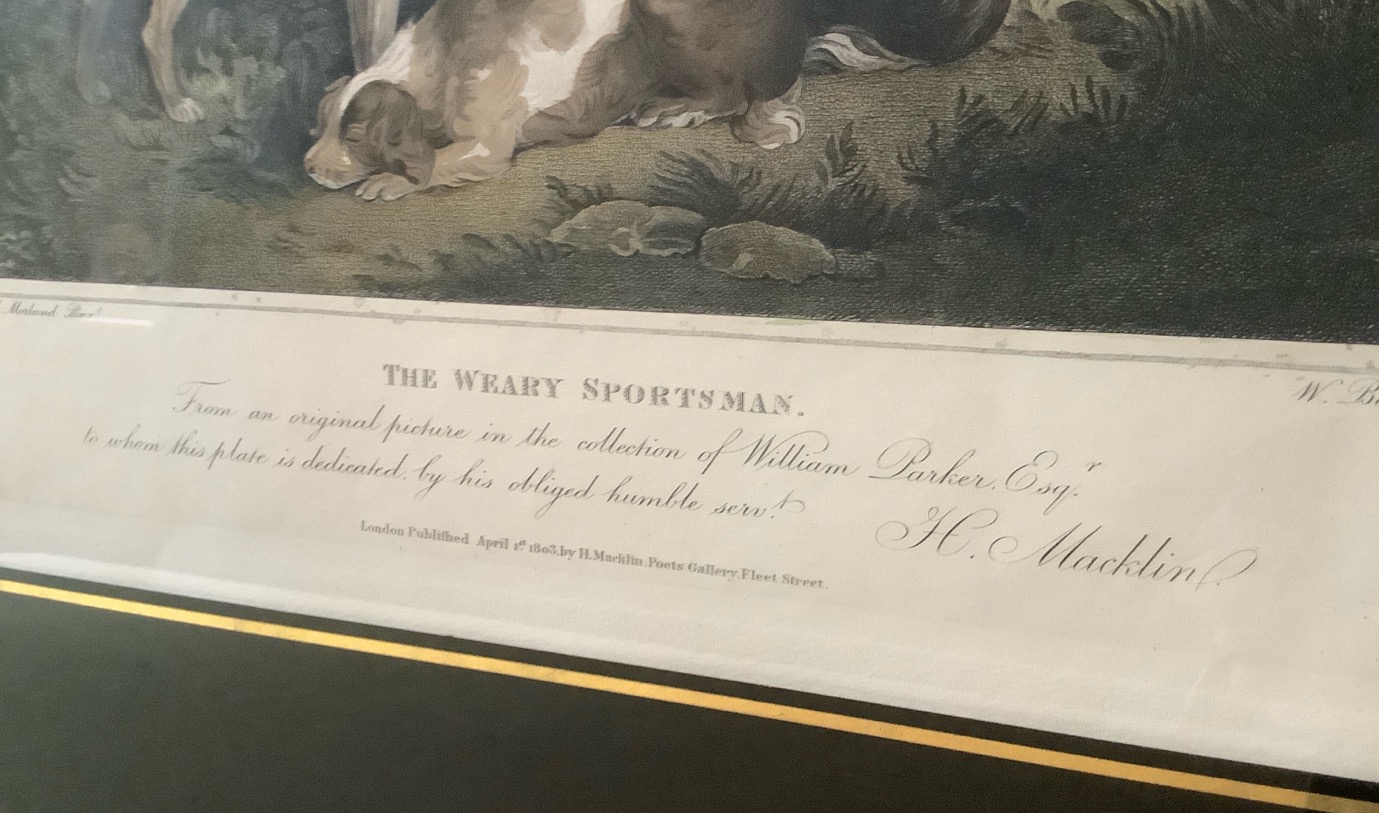 Morland Pinx.t
W. B
THE WEARY SPORTSMAN.
From an original picture in the collection of William Parker, Esq.r
to whom this plate is dedicated, by his obliged humble serv.t
H. Macklin
London Publiſhed April 1.st 1803, by H. Macklin, Poets Gallery, Fleet Street.